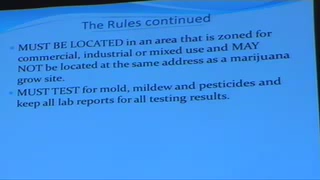 The Rules continued
• MUST BE LOCATED in an area that is zoned for
commercial, industrial or mixed use and MAY
NOT be located at the same address as a marijuana
grow site.
• MUST TEST for mold, mildew and pesticides and
keep all lab reports for all testing results.